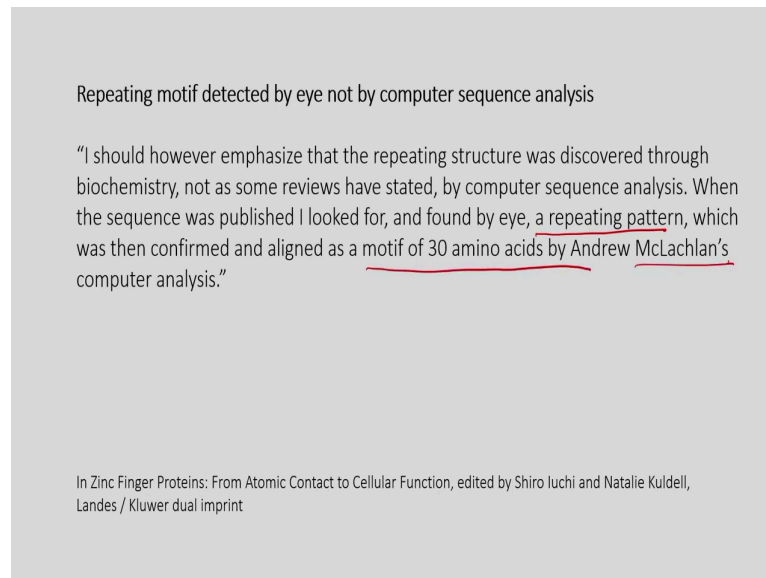 Repeating motif detected by eye not by computer sequence analysis
“I should however emphasize that the repeating structure was discovered through
biochemistry, not as some reviews have stated, by computer sequence analysis. When
the sequence was published I looked for, and found by eye, a repeating pattern, which
was then confirmed and aligned as a motif of 30 amino acids by Andrew McLachlan’s
computer analysis.”
In Zinc Finger Proteins: From Atomic Contact to Cellular Function, edited by Shiro Iuchi and Natalie Kuldell,
Landes / Kluwer dual imprint